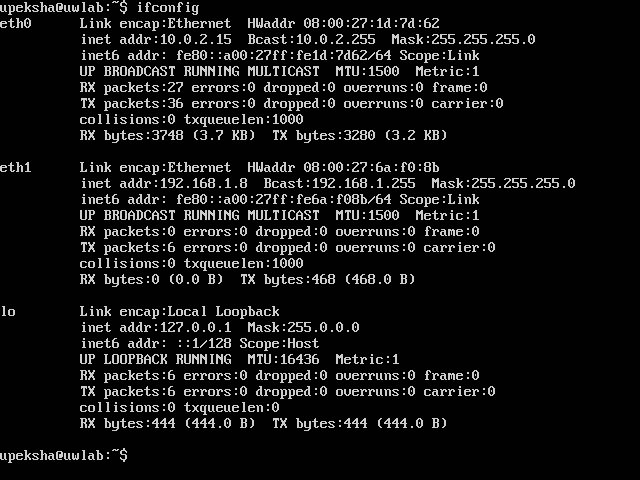 upeksha@uwlab:~$ ifconfig
eth0 Link encap:Ethernet HWaddr 08:00:27:1d:7d:62
inet addr:10.0.2.15 Bcast:10.0.2.255 Mask:255.255.255.0
inet6 addr: fe80::a00:27ff:fe1d:7d62/64 Scope:Link
UP BROADCAST RUNNING MULTICAST MTU:1500 Metric:1
RX packets:27 errors:0 dropped:0 overruns:0 frame:0
TX packets:36 errors:0 dropped:0 overruns:0 carrier:0
collisions:0 txqueuelen:1000
RX bytes:3748 (3.7 KB) TX bytes:3280 (3.2 KB)
eth1 Link encap:Ethernet HWaddr 08:00:27:6a:f0:8b
inet addr:192.168.1.8 Bcast:192.168.1.255 Mask:255.255.255.0
inet6 addr: fe80::a00:27ff:fe6a:f08b/64 Scope:Link
UP BROADCAST RUNNING MULTICAST MTU:1500 Metric:1
RX packets:0 errors:0 dropped:0 overruns:0 frame:0
TX packets:6 errors:0 dropped:0 overruns:0 carrier:0
collisions:0 txqueuelen:1000
RX bytes:0 (0.0 B) TX bytes:468 (468.0 B)
lo Link encap:Local Loopback
inet addr:127.0.0.1 Mask:255.0.0.0
inet6 addr: ::1/128 Scope:Host
UP LOOPBACK RUNNING MTU:16436 Metric:1
RX packets:6 errors:0 dropped:0 overruns:0 frame:0
TX packets:6 errors:0 dropped:0 overruns:0 carrier:0
collisions:0 txqueuelen:0
RX bytes:444 (444.0 B) TX bytes:444 (444.0 B)
upeksha@uwlab:~$